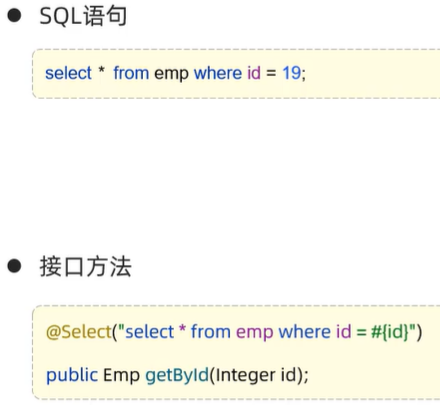 ● SQL语句
select * from emp where id = 19;
● 接口方法
@Select("select * from emp where id = #{id}")
public Emp getById(Integer id);